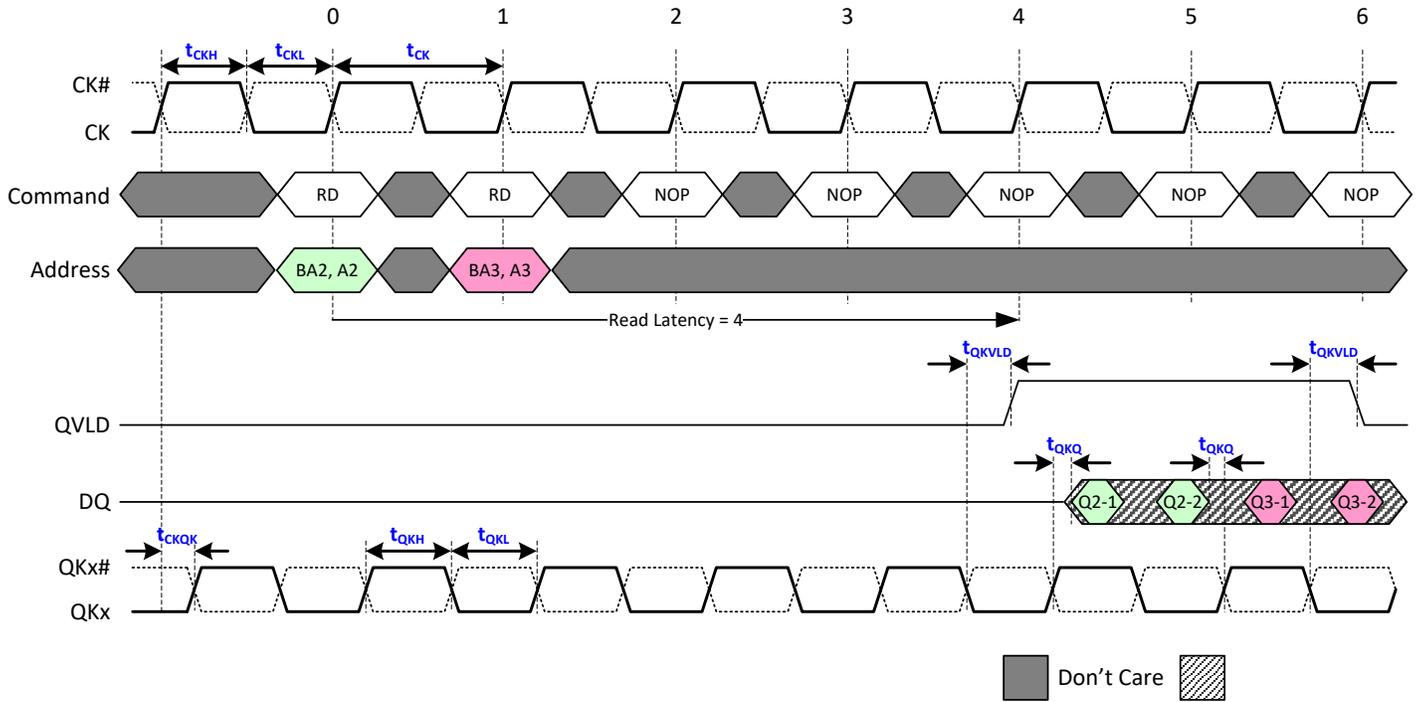 0 1 2 3 4 5 6
tCKH tCKL tCK
CK#
CK
Command RD RD NOP NOP NOP NOP NOP
Address BA2, A2 BA3, A3
Read Latency = 4
tQKVLD tQKVLD
QVLD
tQKQ tQKQ
DQ Q2-1 Q2-2 Q3-1 Q3-2
tCKQK tQKH tQKL
QKx#
QKx
Don't Care